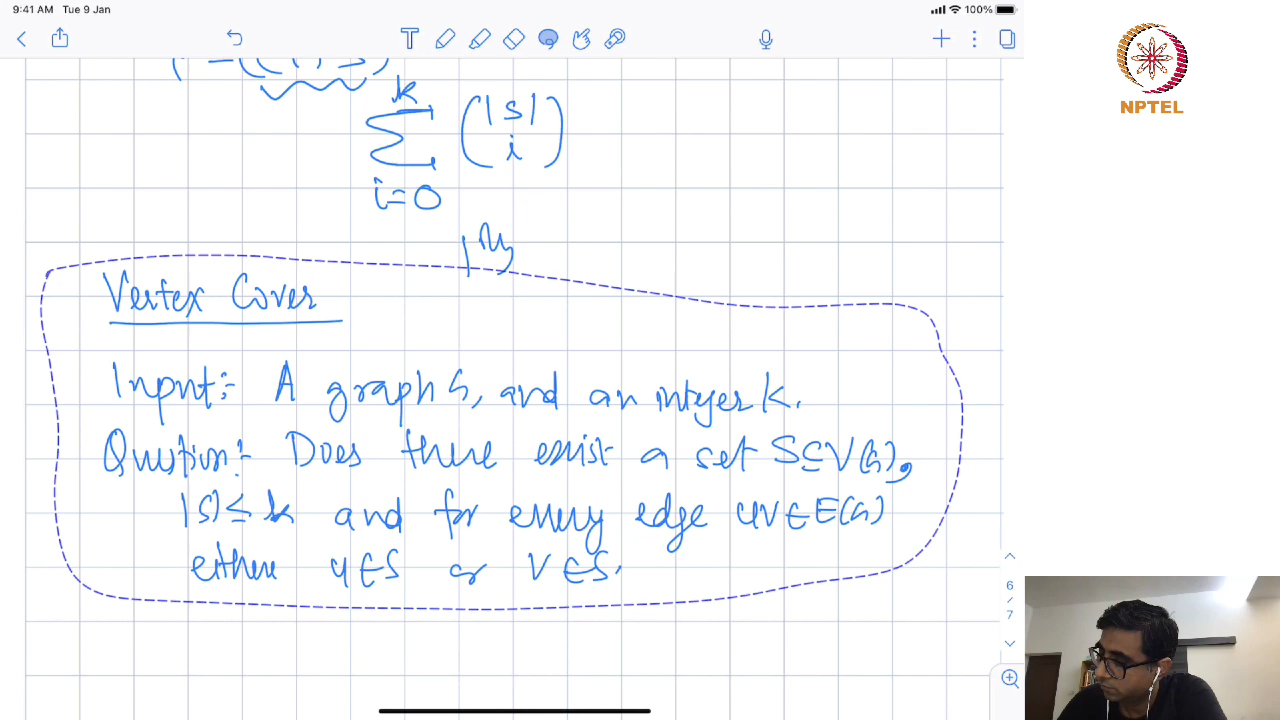 9:41 AM Tue 9 Jan
100%
NPTEL
k
∑ (|S| i)
i=0
Vertex Cover
Input:- A graph G, and an integer k.
Question:- Does there exist a set S⊆V(G),
|S|≤k and for every edge uv∈E(G)
either u∈S or v∈S.
6
/
7